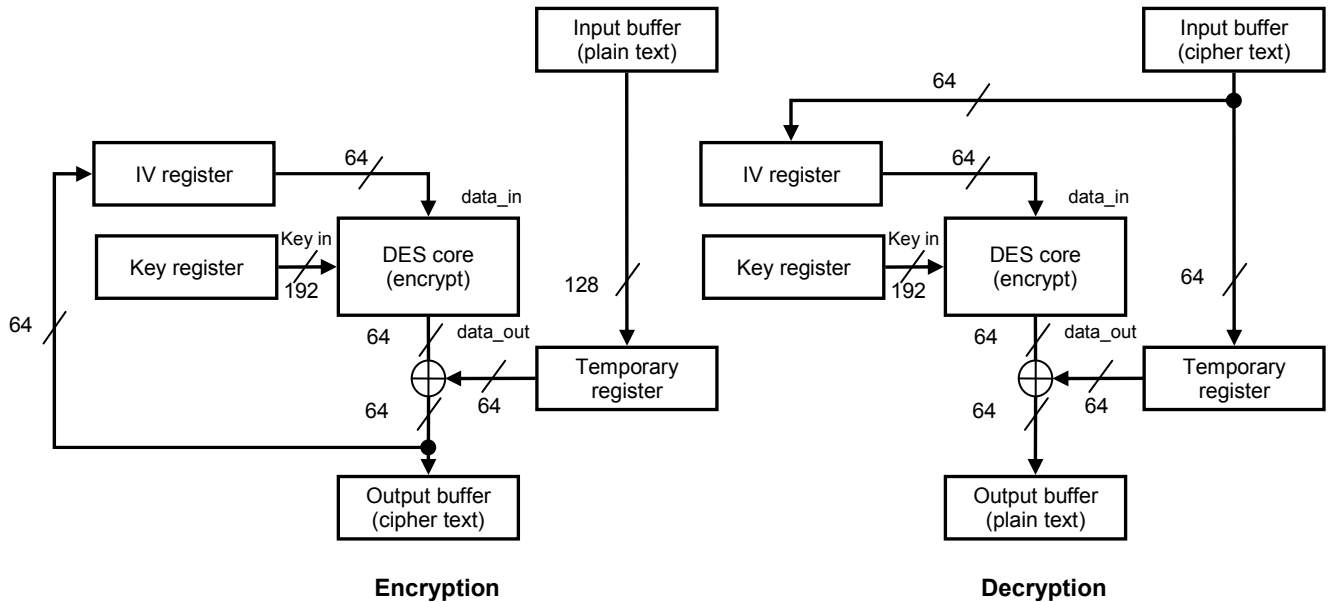 Input buffer
(plain text)
64
IV register
data_in
Key register
Key in
192
DES core
(encrypt)
128
64
64
data_out
Temporary
register
64
64
Output buffer
(cipher text)
Encryption
Input buffer
(cipher text)
64
IV register
64
data_in
Key register
Key in
192
DES core
(encrypt)
64
64
data_out
Temporary
register
64
64
Output buffer
(plain text)
Decryption